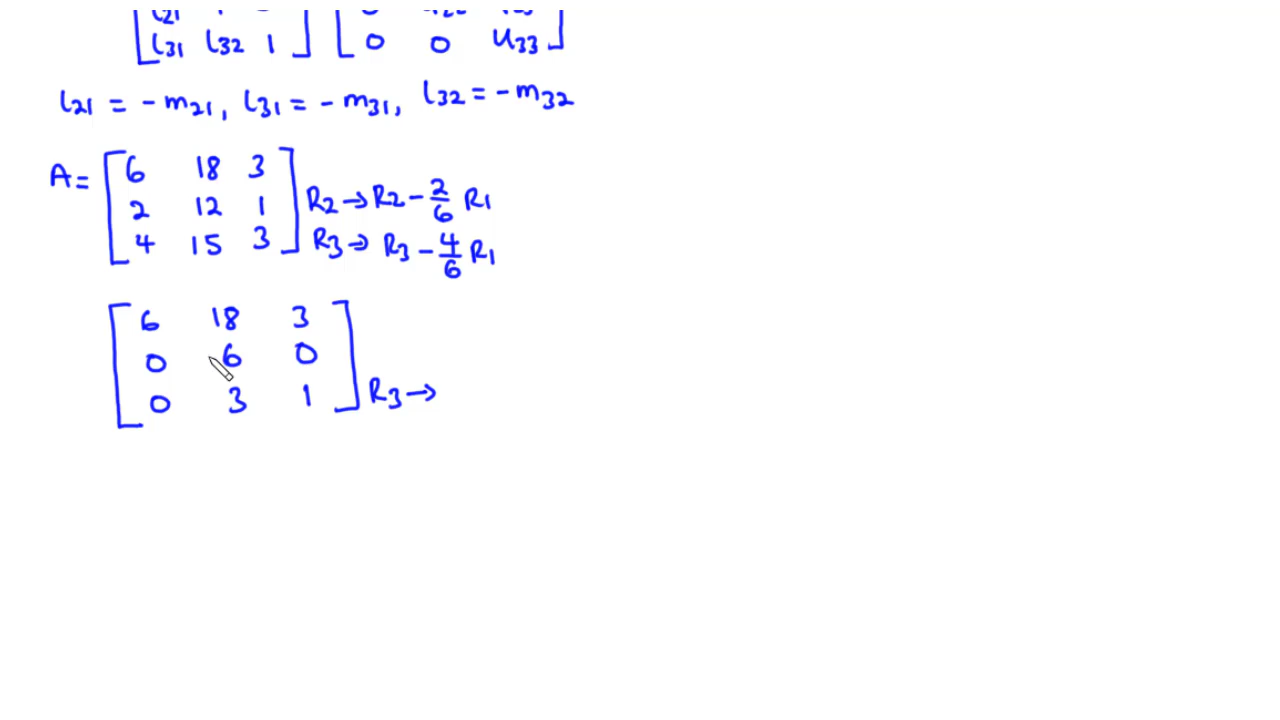 l31 l32 1 0 0 u33
l21 = - m21, l31 = - m31, l32 = - m32
A= 6 18 3
2 12 1 R2 → R2 - 2/6 R1
4 15 3 R3 → R3 - 4/6 R1
6 18 3
0 6 0
0 3 1 R3 →